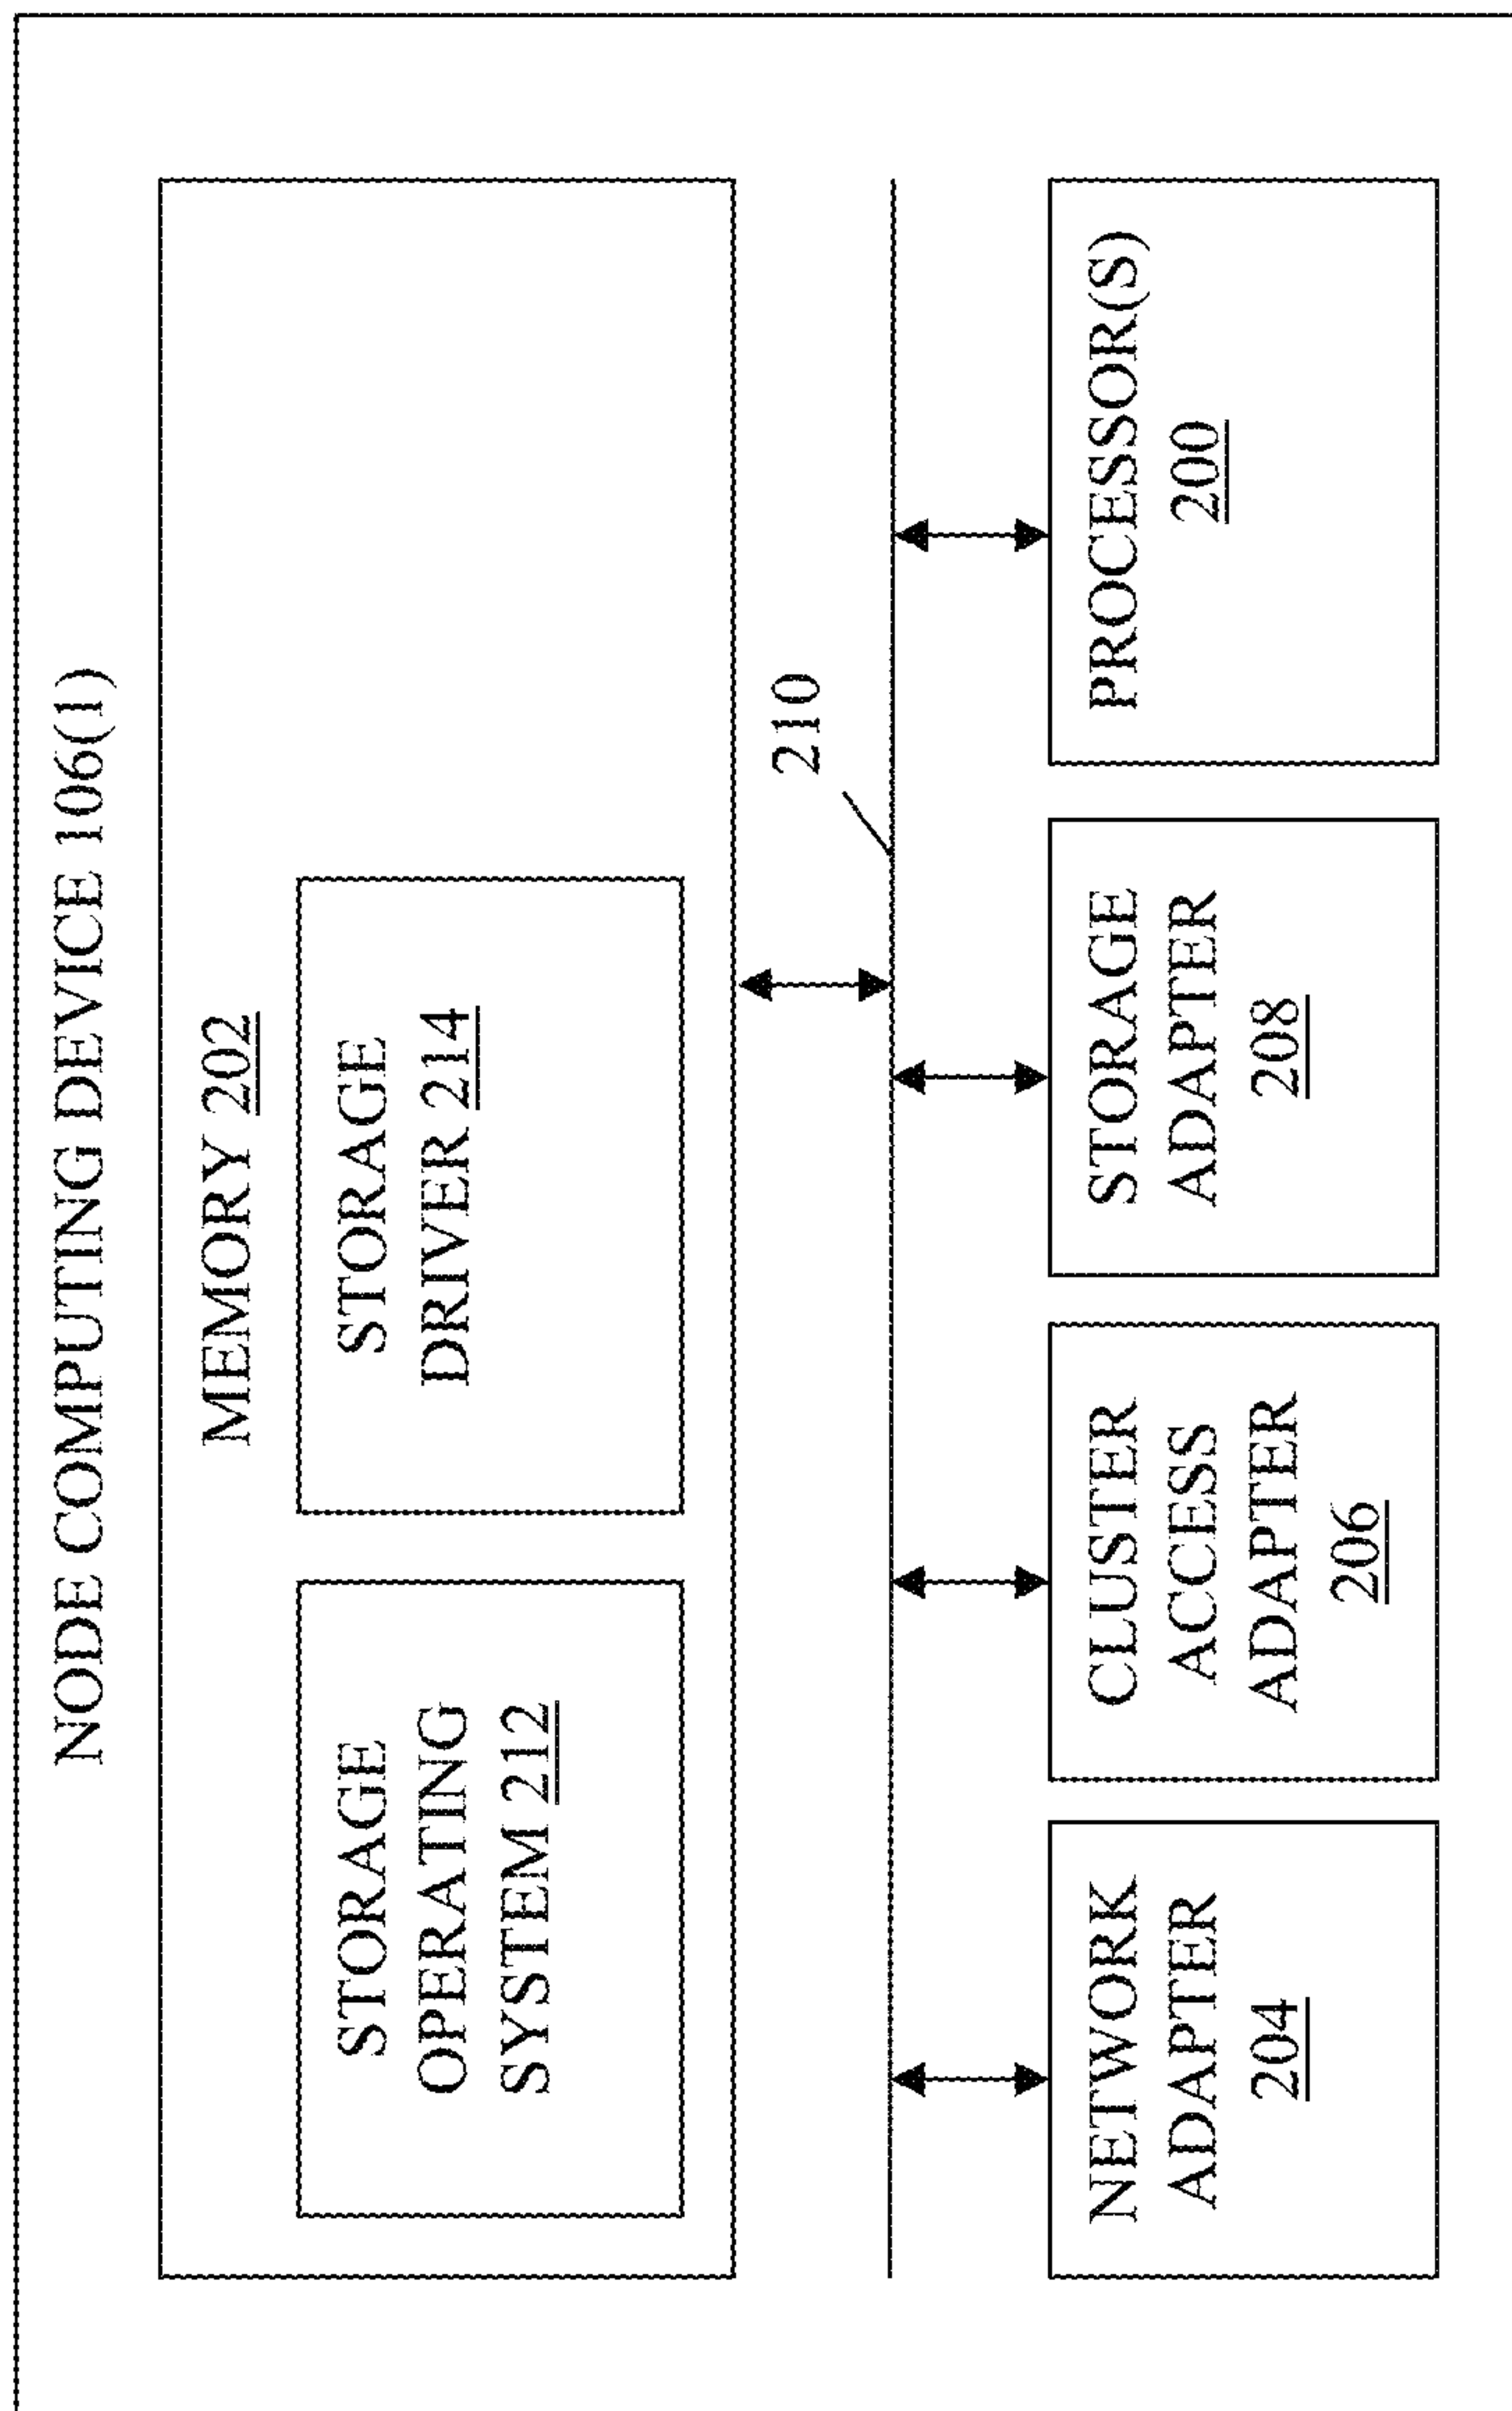 NODE COMPUTING DEVICE 106(1)
MEMORY 202
STORAGE
OPERATING
SYSTEM 212
STORAGE
DRIVER 214
210
NETWORK
ADAPTER
204
CLUSTER
ACCESS
ADAPTER
206
STORAGE
ADAPTER
208
PROCESSOR(S)
200